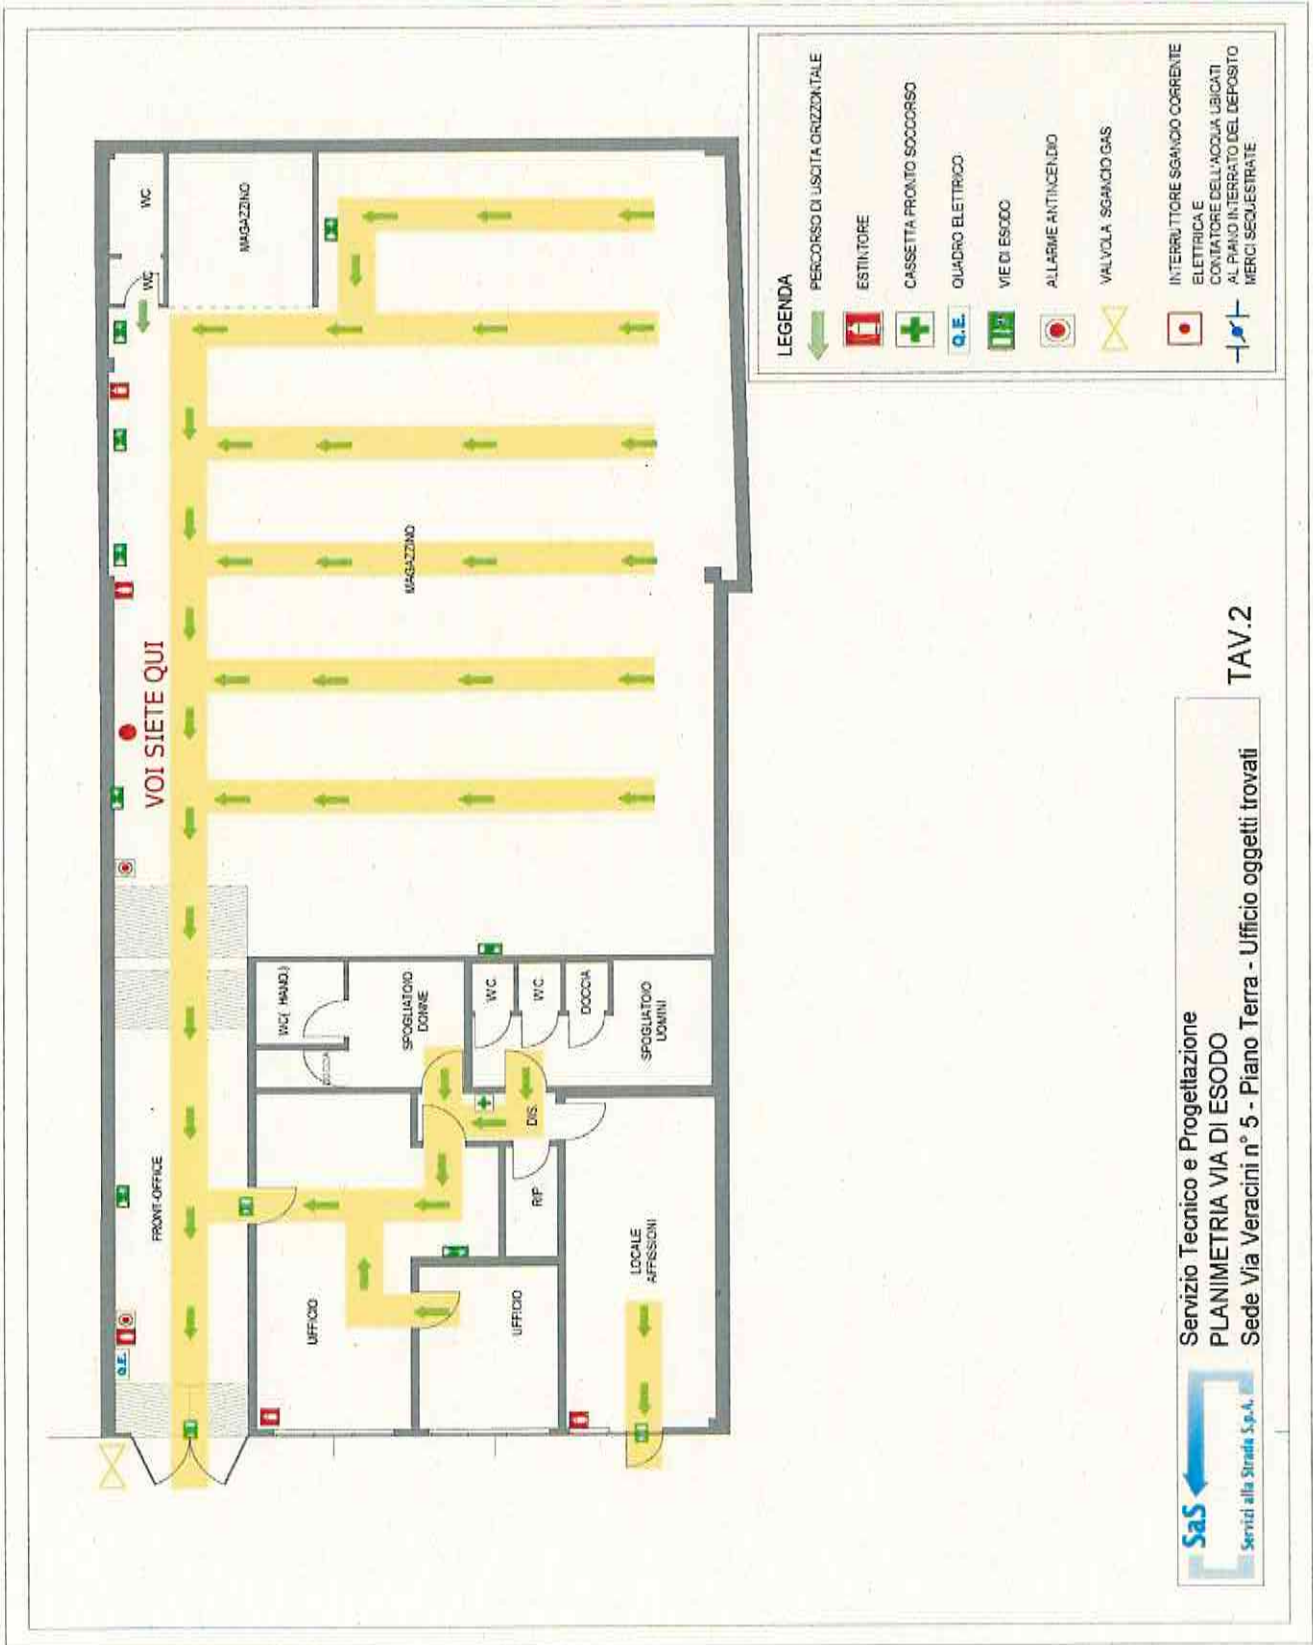 WC
WC
MAGAZZINO
MAGAZZINO
VOI SIETE QUI
FRONT-OFFICE
Q.E.
WC( HAND.)
DOCCIA
SPOGLIATOIO
DONNE
W.C.
W.C.
DOCCIA
SPOGLIATOIO
UOMINI
DIS.
RIP.
UFFICIO
UFFICIO
LOCALE
AFFISSIONI
LEGENDA
PERCORSO DI USCITA ORIZZONTALE
ESTINTORE
CASSETTA PRONTO SOCCORSO
Q.E.
QUADRO ELETTRICO
VIE DI ESODO
ALLARME ANTINCENDIO
VALVOLA SGANCIO GAS
INTERRUTTORE SGANCIO CORRENTE
ELETTRICA E
CONTATORE DELL'ACQUA UBICATI
AL PIANO INTERRATO DEL DEPOSITO
MERCI SEQUESTRATE
SaS
Servizi alla Strada S.p.A.
Servizio Tecnico e Progettazione
PLANIMETRIA VIA DI ESODO
Sede Via Veracini n° 5 - Piano Terra - Ufficio oggetti trovati
TAV.2